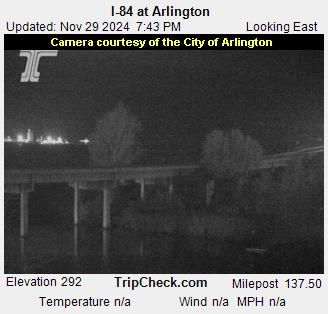 I-84 at Arlington
Updated: Nov 29 2024 7:43 PM Looking East
Camera courtesy of the City of Arlington
Elevation 292 TripCheck.com Milepost 137.50
Temperature n/a Wind n/a MPH n/a